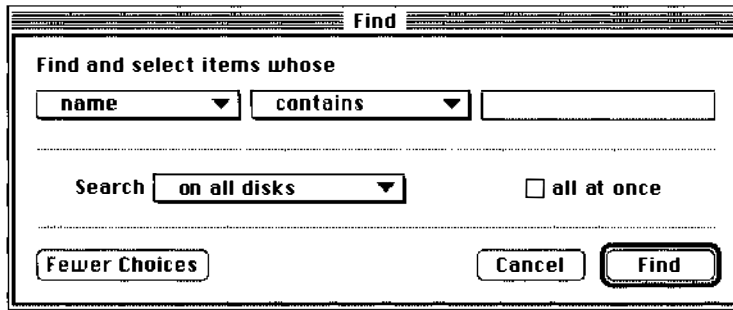 Find
Find and select items whose
name contains
Search on all disks all at once
Fewer Choices Cancel Find